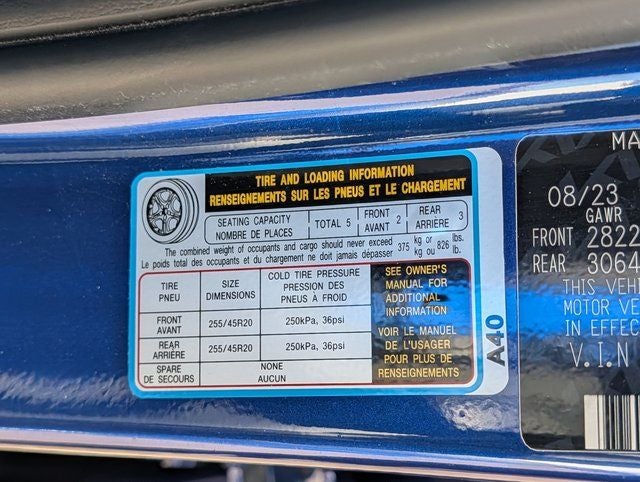 TIRE AND LOADING INFORMATION
RENSEIGNEMENTS SUR LES PNEUS ET LE CHARGEMENT
SEATING CAPACITY
NOMBRE DE PLACES
TOTAL 5
FRONT
AVANT 2
REAR
ARRIÈRE 3
The combined weight of occupants and cargo should never exceed 375 kg or 826 lbs.
Le poids total des occupants et du chargement ne doit jamais dépasser kg ou lb.
TIRE
PNEU
SIZE
DIMENSIONS
COLD TIRE PRESSURE
PRESSION DES
PNEUS À FROID
FRONT
AVANT
255/45R20
250kPa, 36psi
REAR
ARRIÈRE
255/45R20
250kPa, 36psi
SPARE
DE SECOURS
NONE
AUCUN
SEE OWNER'S
MANUAL FOR
ADDITIONAL
INFORMATION
VOIR LE MANUEL
DE L'USAGER
POUR PLUS DE
RENSEIGNEMENTS
A40
MA
08/23
GAWR
FRONT 2822
REAR 3064
THIS VEHI
MOTOR VE
IN EFFEC
V.I.N